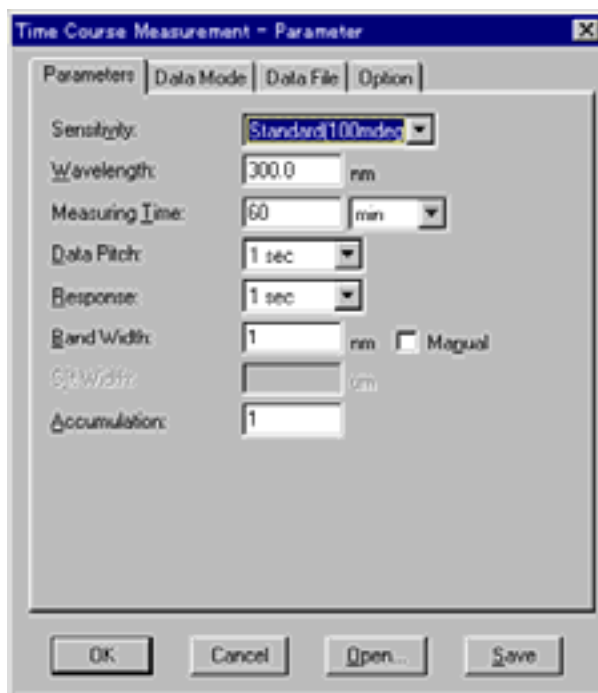 Time Course Measurement - Parameter
Parameters Data Mode Data File Option
Sensitivity: Standard(100mdeg
Wavelength: 300.0 nm
Measuring Time: 60 min
Data Pitch: 1 sec
Response: 1 sec
Band Width: 1 nm Manual
Slit Width: um
Accumulation: 1
OK Cancel Open... Save